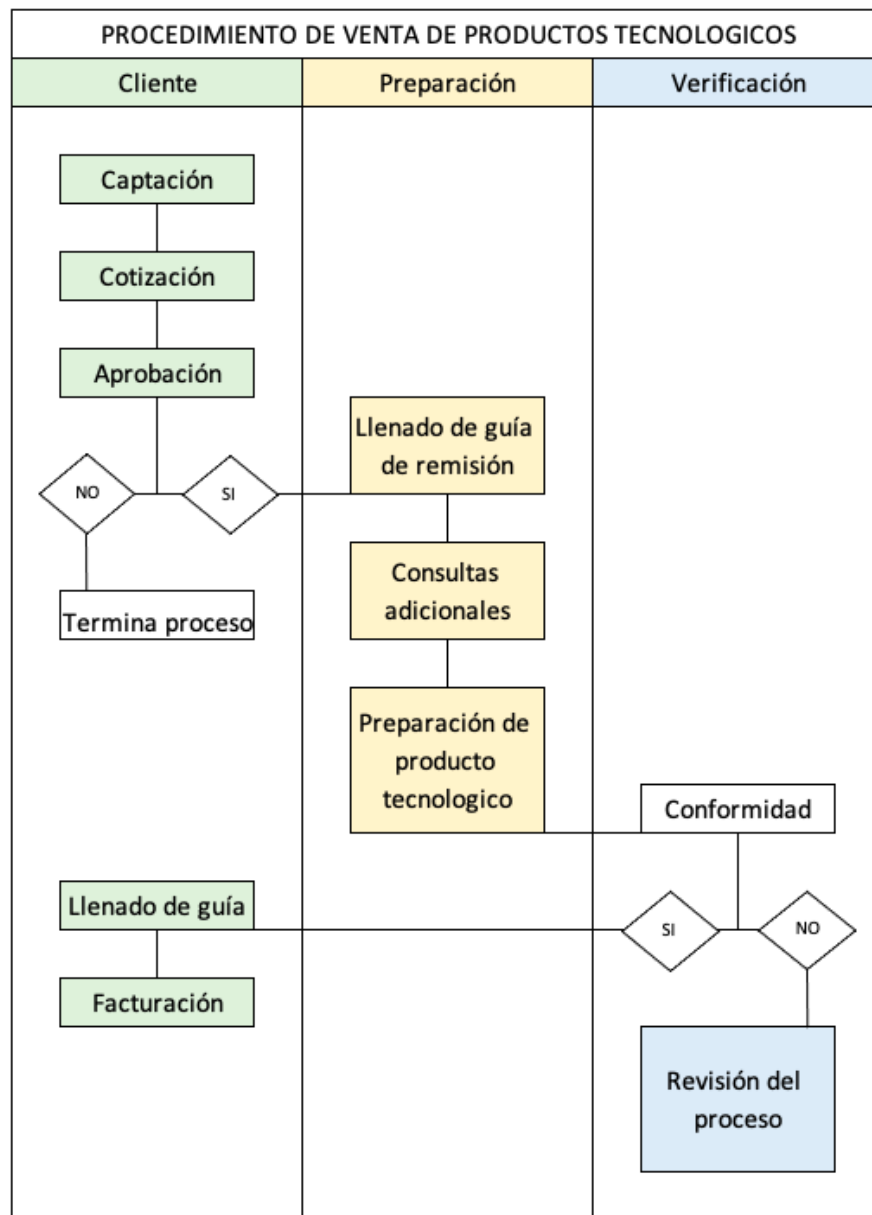 PROCEDIMIENTO DE VENTA DE PRODUCTOS TECNOLOGICOS
Cliente
Preparación
Verificación
Captación
Cotización
Aprobación
Llenado de guía
de remisión
NO
SI
Consultas
adicionales
Termina proceso
Preparación de
producto
tecnologico
Conformidad
Llenado de guía
SI
NO
Facturación
Revisión del
proceso